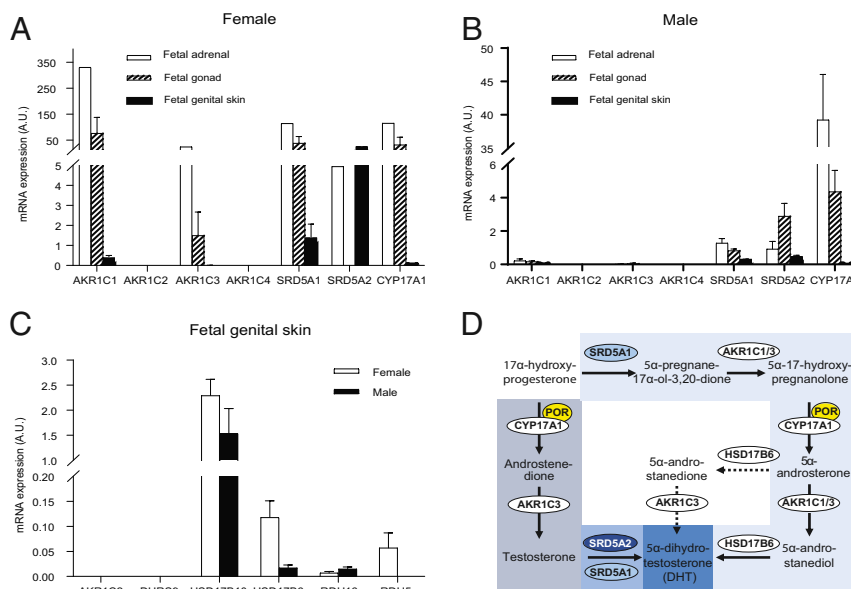 A
Female
Fetal adrenal
Fetal gonad
Fetal genital skin
mRNA expression (A.U.)
350
250
150
50
5
4
3
2
1
0
AKR1C1
AKR1C2
AKR1C3
AKR1C4
SRD5A1
SRD5A2
CYP17A1
B
Male
Fetal adrenal
Fetal gonad
Fetal genital skin
mRNA expression (A.U.)
50
45
40
35
6
4
2
0
AKR1C1
AKR1C2
AKR1C3
AKR1C4
SRD5A1
SRD5A2
CYP17A1
C
Fetal genital skin
Female
Male
mRNA expression (A.U.)
3.0
2.5
2.0
1.5
1.0
0.20
0.15
0.10
0.05
0.00
D
17α-hydroxy-
progesterone
SRD5A1
5α-pregnane-
17α-ol-3,20-dione
AKR1C1/3
5α-17-hydroxy-
pregnanolone
POR
CYP17A1
POR
CYP17A1
Androstene-
dione
5α-andro-
stanedione
HSD17B6
5α-
androsterone
AKR1C3
AKR1C3
AKR1C1/3
Testosterone
SRD5A2
SRD5A1
5α-dihydro-
testosterone
(DHT)
HSD17B6
5α-andro-
stanediol